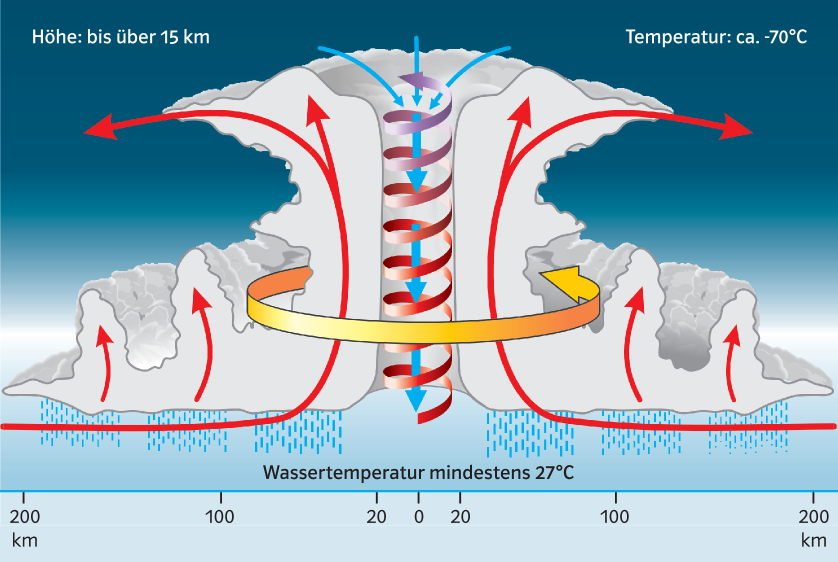 Höhe: bis über 15 km
Temperatur: ca. -70°C
Wassertemperatur mindestens 27°C
200 100 20 0 20 100 200
km km